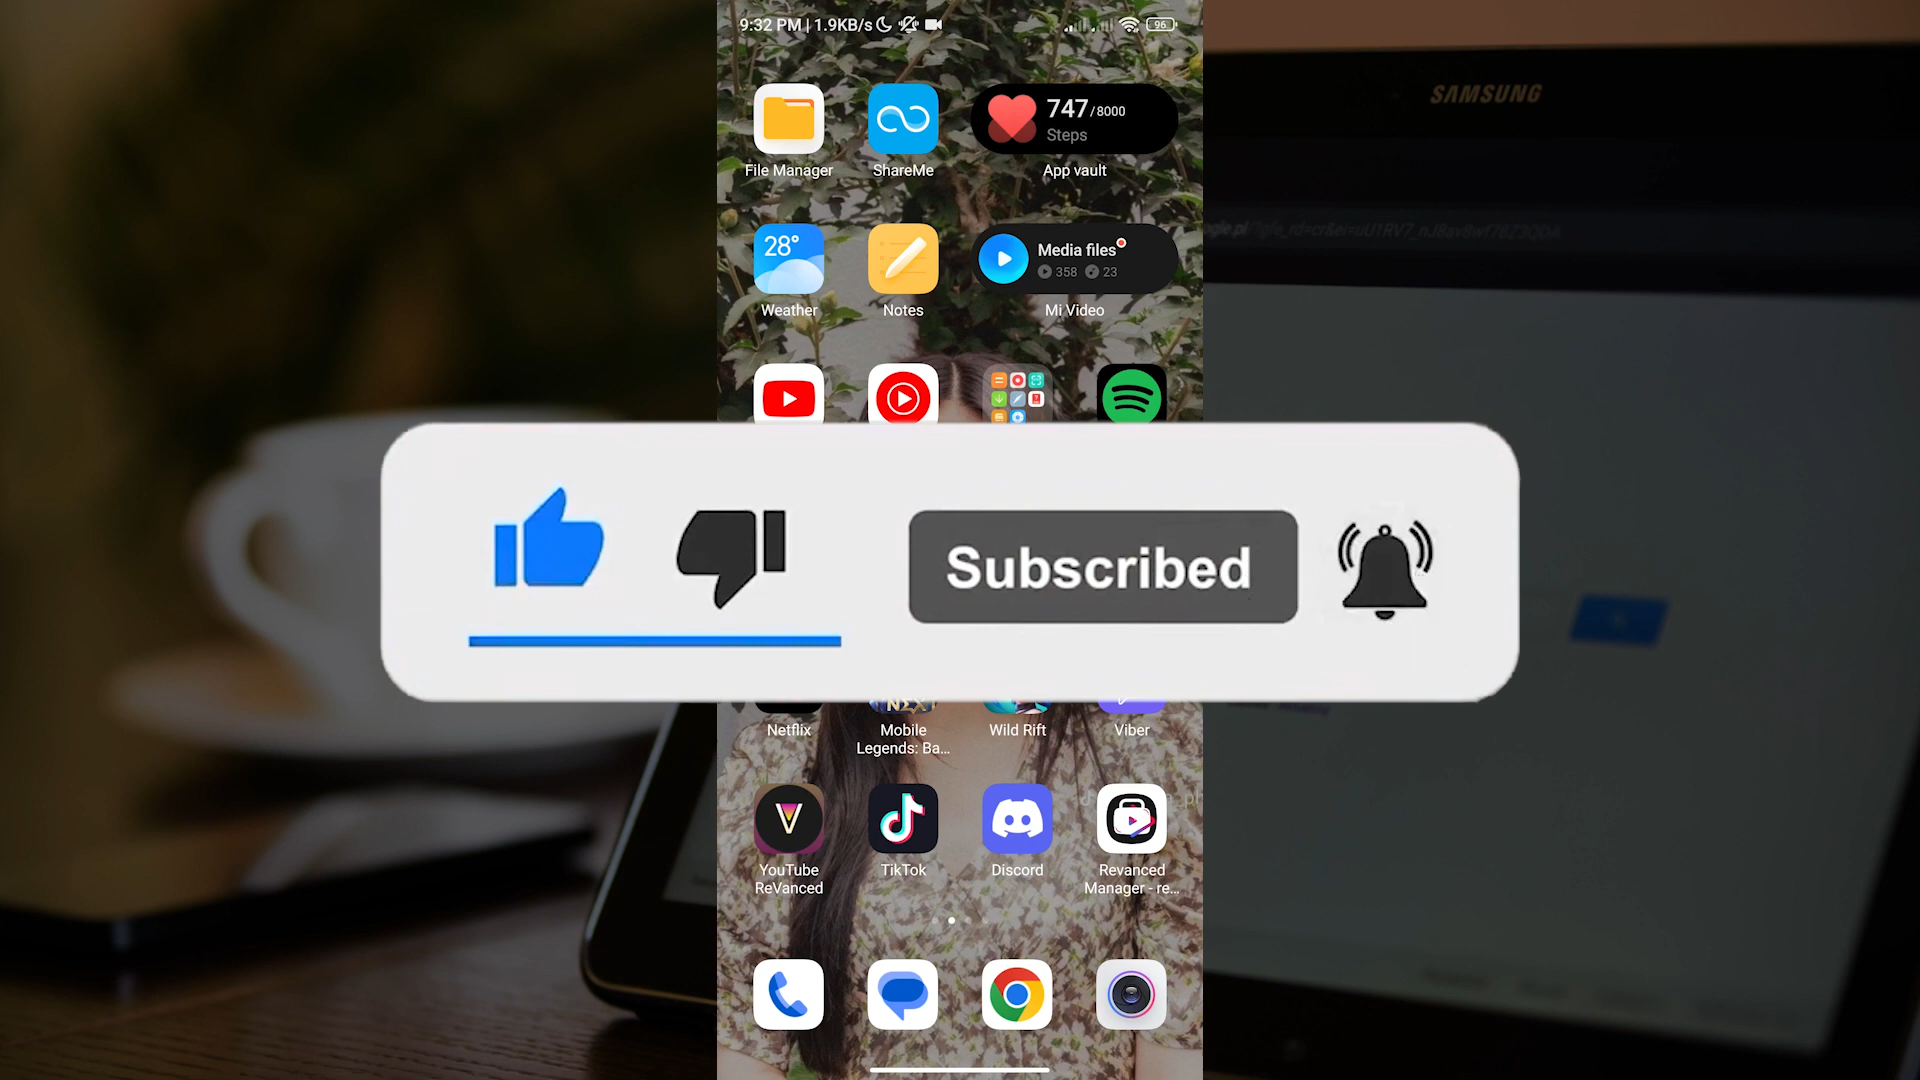 9:32 PM | 1.9KB/s
96
SAMSUNG
747/8000
Steps
File Manager
ShareMe
App vault
28°
Media files
358 23
Weather
Notes
Mi Video
Subscribed
Netflix
Mobile Legends: Ba...
Wild Rift
Viber
YouTube ReVanced
TikTok
Discord
Revanced Manager - re...